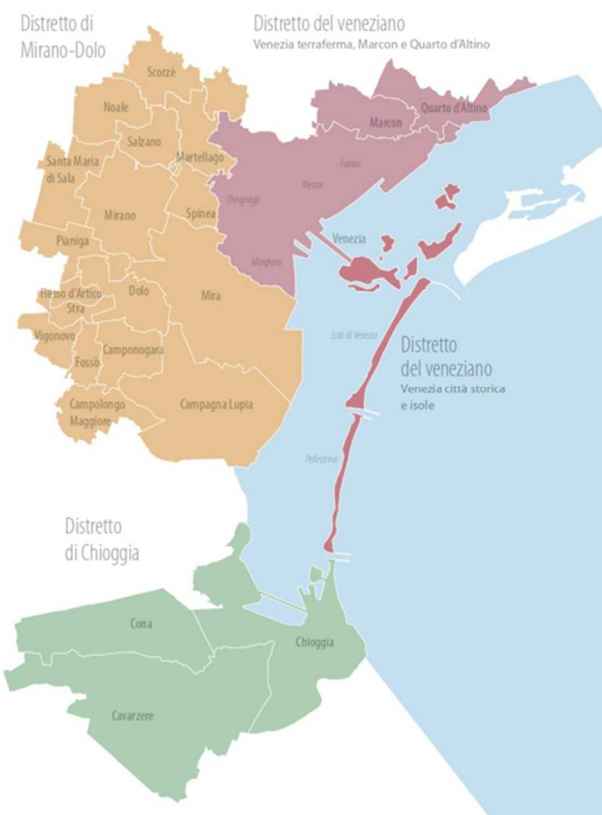 Distretto di
Mirano-Dolo
Distretto del veneziano
Venezia terraferma, Marcon e Quarto d'Altino
Scorzè
Noale
Quarto d'Altino
Marcon
Salzano
Martellago
Favaro
Santa Maria
di Sala
Mestre
Chirignago
Mirano
Spinea
Pianiga
Venezia
Marghera
Fiesso d'Artico
Dolo
Mira
Stra
Vigonovo
Lido di Venezia
Camponogara
Fossò
Distretto
del veneziano
Venezia città storica
e isole
Campolongo
Maggiore
Campagna Lupia
Pellestrina
Distretto
di Chioggia
Cona
Chioggia
Cavarzere